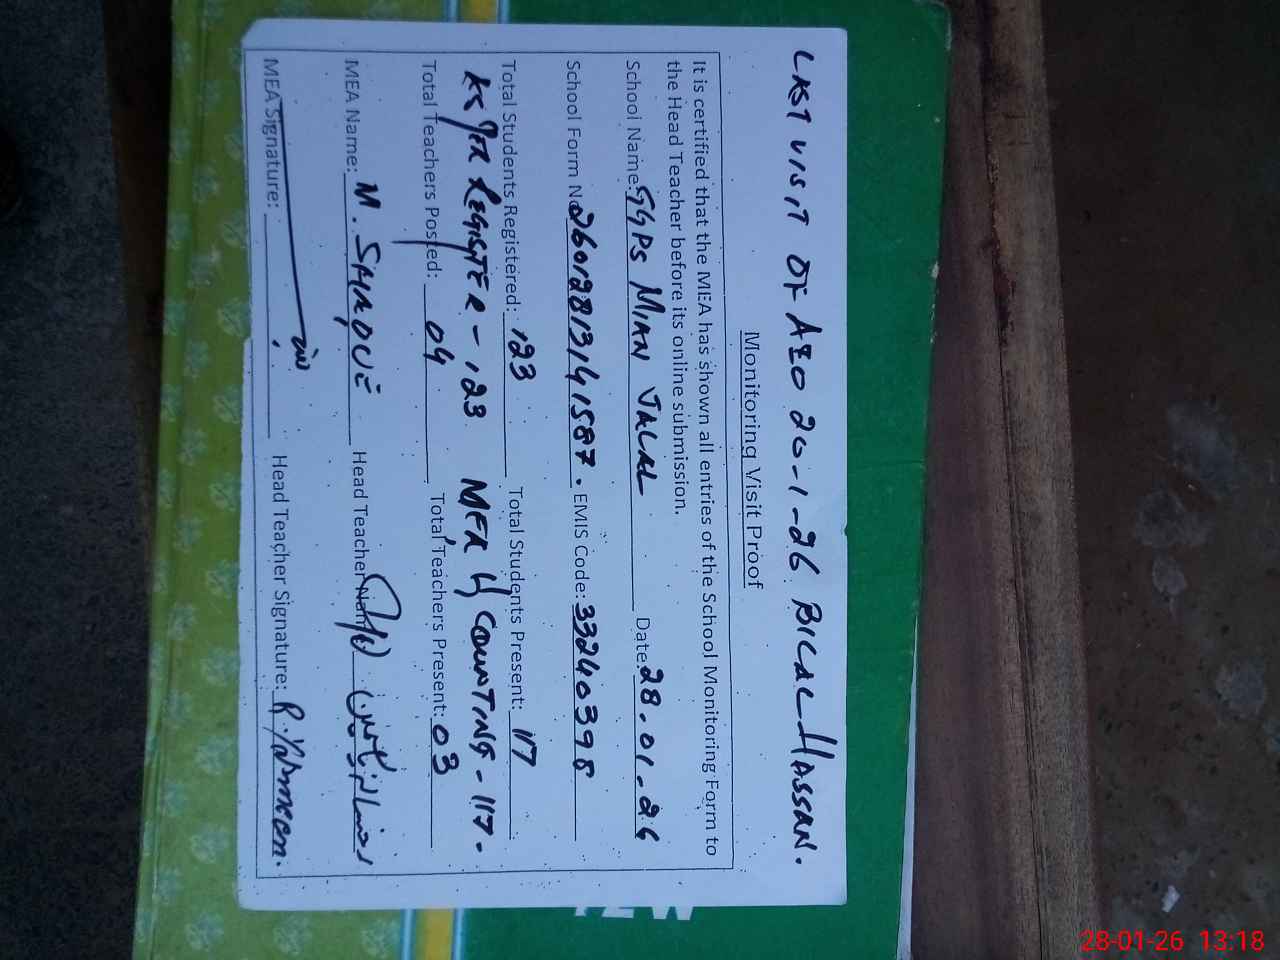 LAST VISIT OF AEO 20-1-26 BILAL HASSAN.
Monitoring Visit Proof
It is certified that the MEA has shown all entries of the School Monitoring Form to
the Head Teacher before its online submission.
School Name: GGPS MIAN JALAL Date: 28.01-26
School Form No 26012813141587. EMIS Code: 33240398
Total Students Registered: 123 Total Students Present: 117
AS PER REGISTER - 123 MEA COUNTING - 117-
Total Teachers Posted: 04 Total Teachers Present: 03
MEA Name: M. Head Teacher Name
MEA Signature: Head Teacher Signature: R.Yasmeen.
28-01-26 13:18